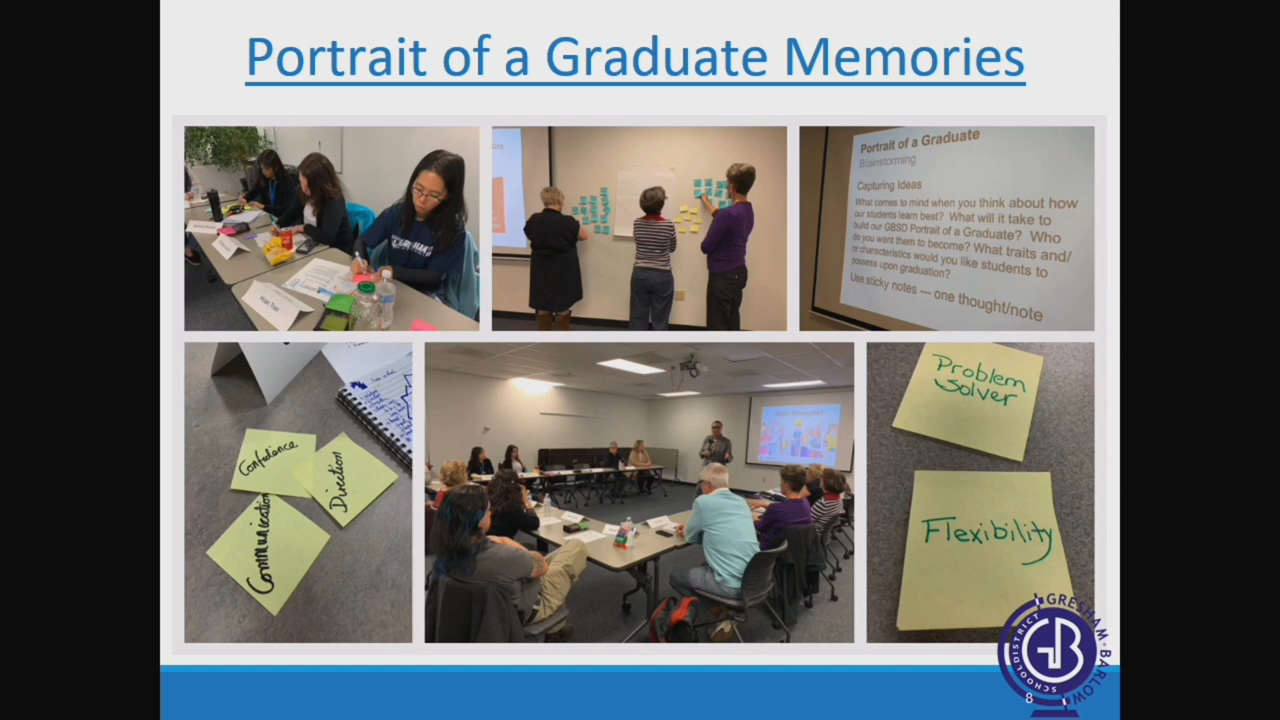 Portrait of a Graduate Memories
Portrait of a Graduate
Brainstorming
Capturing Ideas
What comes to mind when you think about how
our students learn best? What will it take to
build our GBSD Portrait of a Graduate? Who
do you want them to become? What traits and/
or characteristics would you like students to
possess upon graduation?
Use sticky notes — one thought/note
Confidence
Direction
Communication
Problem
Solver
Flexibility
GRESHAM-BARLOW
SCHOOL DISTRICT
GB
8